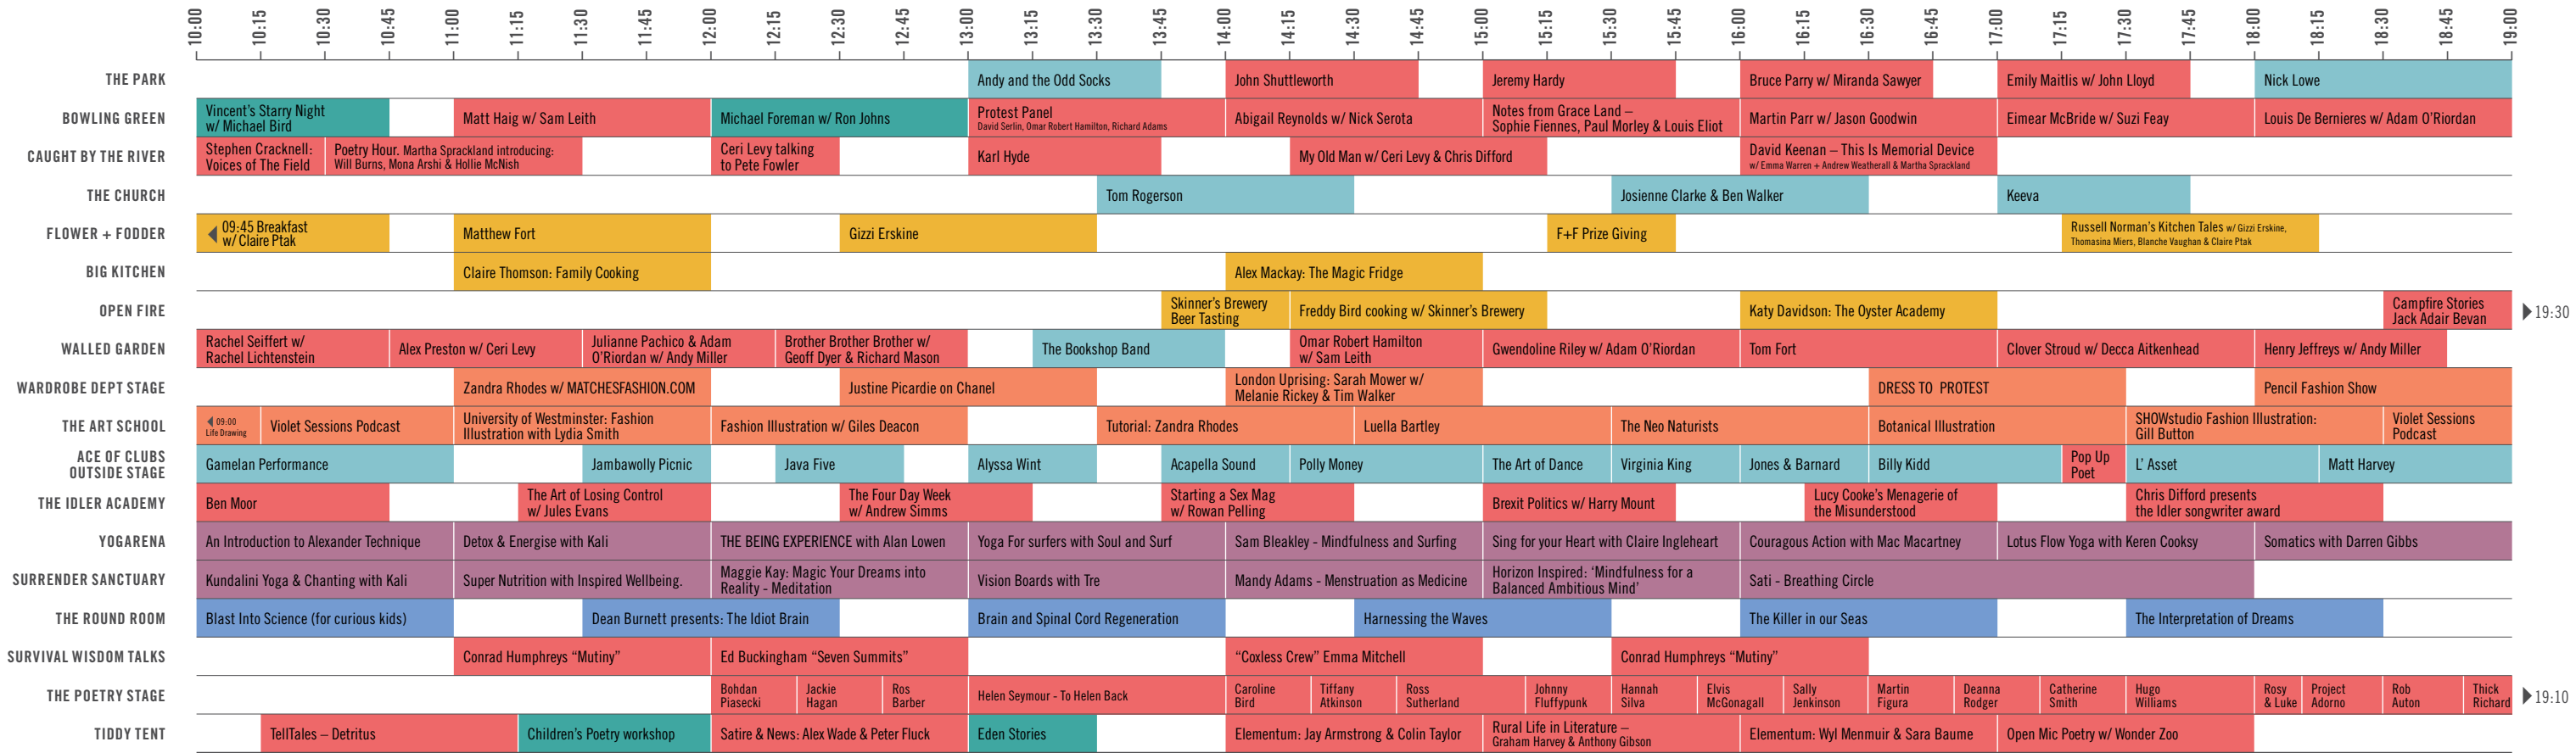 10:00 10:15 10:30 10:45 11:00 11:15 11:30 11:45 12:00 12:15 12:30 12:45 13:00 13:15 13:30 13:45 14:00 14:15 14:30 14:45 15:00 15:15 15:30 15:45 16:00 16:15 16:30 16:45 17:00 17:15 17:30 17:45 18:00 18:15 18:30 18:45 19:00
THE PARK
Andy and the Odd Socks
John Shuttleworth
Jeremy Hardy
Bruce Parry w/ Miranda Sawyer
Emily Maitlis w/ John Lloyd
Nick Lowe
BOWLING GREEN
Vincent's Starry Night
w/ Michael Bird
Matt Haig w/ Sam Leith
Michael Foreman w/ Ron Johns
Protest Panel
David Serlin, Omar Robert Hamilton, Richard Adams
Abigail Reynolds w/ Nick Serota
Notes from Grace Land –
Sophie Fiennes, Paul Morley & Louis Eliot
Martin Parr w/ Jason Goodwin
Eimear McBride w/ Suzi Feay
Louis De Bernieres w/ Adam O'Riordan
CAUGHT BY THE RIVER
Stephen Cracknell:
Voices of The Field
Poetry Hour. Martha Sprackland introducing:
Will Burns, Mona Arshi & Hollie McNish
Ceri Levy talking
to Pete Fowler
Karl Hyde
My Old Man w/ Ceri Levy & Chris Difford
David Keenan – This Is Memorial Device
w/ Emma Warren + Andrew Weatherall & Martha Sprackland
THE CHURCH
Tom Rogerson
Josienne Clarke & Ben Walker
Keeva
FLOWER + FODDER
09:45 Breakfast
w/ Claire Ptak
Matthew Fort
Gizzi Erskine
F+F Prize Giving
Russell Norman's Kitchen Tales w/ Gizzi Erskine,
Thomasina Miers, Blanche Vaughan & Claire Ptak
BIG KITCHEN
Claire Thomson: Family Cooking
Alex Mackay: The Magic Fridge
OPEN FIRE
Skinner's Brewery
Beer Tasting
Freddy Bird cooking w/ Skinner's Brewery
Katy Davidson: The Oyster Academy
Campfire Stories
Jack Adair Bevan
19:30
WALLED GARDEN
Rachel Seiffert w/
Rachel Lichtenstein
Alex Preston w/ Ceri Levy
Julianne Pachico & Adam
O'Riordan w/ Andy Miller
Brother Brother Brother w/
Geoff Dyer & Richard Mason
The Bookshop Band
Omar Robert Hamilton
w/ Sam Leith
Gwendoline Riley w/ Adam O'Riordan
Tom Fort
Clover Stroud w/ Decca Aitkenhead
Henry Jeffreys w/ Andy Miller
WARDROBE DEPT STAGE
Zandra Rhodes w/ MATCHESFASHION.COM
Justine Picardie on Chanel
London Uprising: Sarah Mower w/
Melanie Rickey & Tim Walker
DRESS TO PROTEST
Pencil Fashion Show
THE ART SCHOOL
09:00
Life Drawing
Violet Sessions Podcast
University of Westminster: Fashion
Illustration with Lydia Smith
Fashion Illustration w/ Giles Deacon
Tutorial: Zandra Rhodes
Luella Bartley
The Neo Naturists
Botanical Illustration
SHOWstudio Fashion Illustration:
Gill Button
Violet Sessions
Podcast
ACE OF CLUBS
OUTSIDE STAGE
Gamelan Performance
Jambawolly Picnic
Java Five
Alyssa Wint
Acapella Sound
Polly Money
The Art of Dance
Virginia King
Jones & Barnard
Billy Kidd
Pop Up
Poet
L' Asset
Matt Harvey
THE IDLER ACADEMY
Ben Moor
The Art of Losing Control
w/ Jules Evans
The Four Day Week
w/ Andrew Simms
Starting a Sex Mag
w/ Rowan Pelling
Brexit Politics w/ Harry Mount
Lucy Cooke's Menagerie of
the Misunderstood
Chris Difford presents
the Idler songwriter award
YOGARENA
An Introduction to Alexander Technique
Detox & Energise with Kali
THE BEING EXPERIENCE with Alan Lowen
Yoga For surfers with Soul and Surf
Sam Bleakley - Mindfulness and Surfing
Sing for your Heart with Claire Ingleheart
Couragous Action with Mac Macartney
Lotus Flow Yoga with Keren Cooksy
Somatics with Darren Gibbs
SURRENDER SANCTUARY
Kundalini Yoga & Chanting with Kali
Super Nutrition with Inspired Wellbeing.
Maggie Kay: Magic Your Dreams into
Reality - Meditation
Vision Boards with Tre
Mandy Adams - Menstruation as Medicine
Horizon Inspired: 'Mindfulness for a
Balanced Ambitious Mind'
Sati - Breathing Circle
THE ROUND ROOM
Blast Into Science (for curious kids)
Dean Burnett presents: The Idiot Brain
Brain and Spinal Cord Regeneration
Harnessing the Waves
The Killer in our Seas
The Interpretation of Dreams
SURVIVAL WISDOM TALKS
Conrad Humphreys "Mutiny"
Ed Buckingham "Seven Summits"
"Coxless Crew" Emma Mitchell
Conrad Humphreys "Mutiny"
THE POETRY STAGE
Bohdan
Piasecki
Jackie
Hagan
Ros
Barber
Helen Seymour - To Helen Back
Caroline
Bird
Tiffany
Atkinson
Ross
Sutherland
Johnny
Fluffypunk
Hannah
Silva
Elvis
McGonagall
Sally
Jenkinson
Martin
Figura
Deanna
Rodger
Catherine
Smith
Hugo
Williams
Rosy
& Luke
Project
Adorno
Rob
Auton
Thick
Richard
19:10
TIDDY TENT
TellTales – Detritus
Children's Poetry workshop
Satire & News: Alex Wade & Peter Fluck
Eden Stories
Elementum: Jay Armstrong & Colin Taylor
Rural Life in Literature –
Graham Harvey & Anthony Gibson
Elementum: Wyl Menmuir & Sara Baume
Open Mic Poetry w/ Wonder Zoo